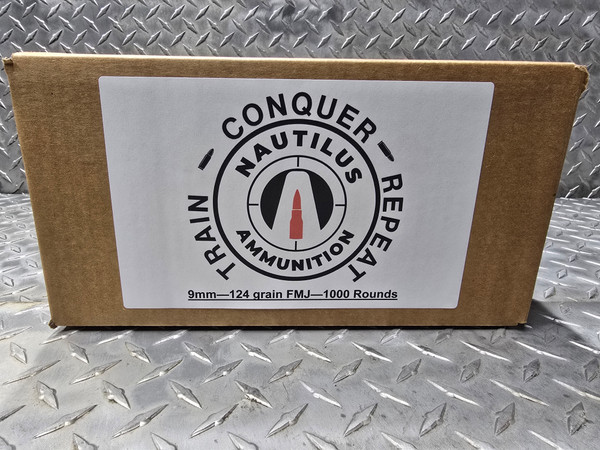 TRAIN - CONQUER - REPEAT
NAUTILUS
AMMUNITION
9mm—124 grain FMJ—1000 Rounds